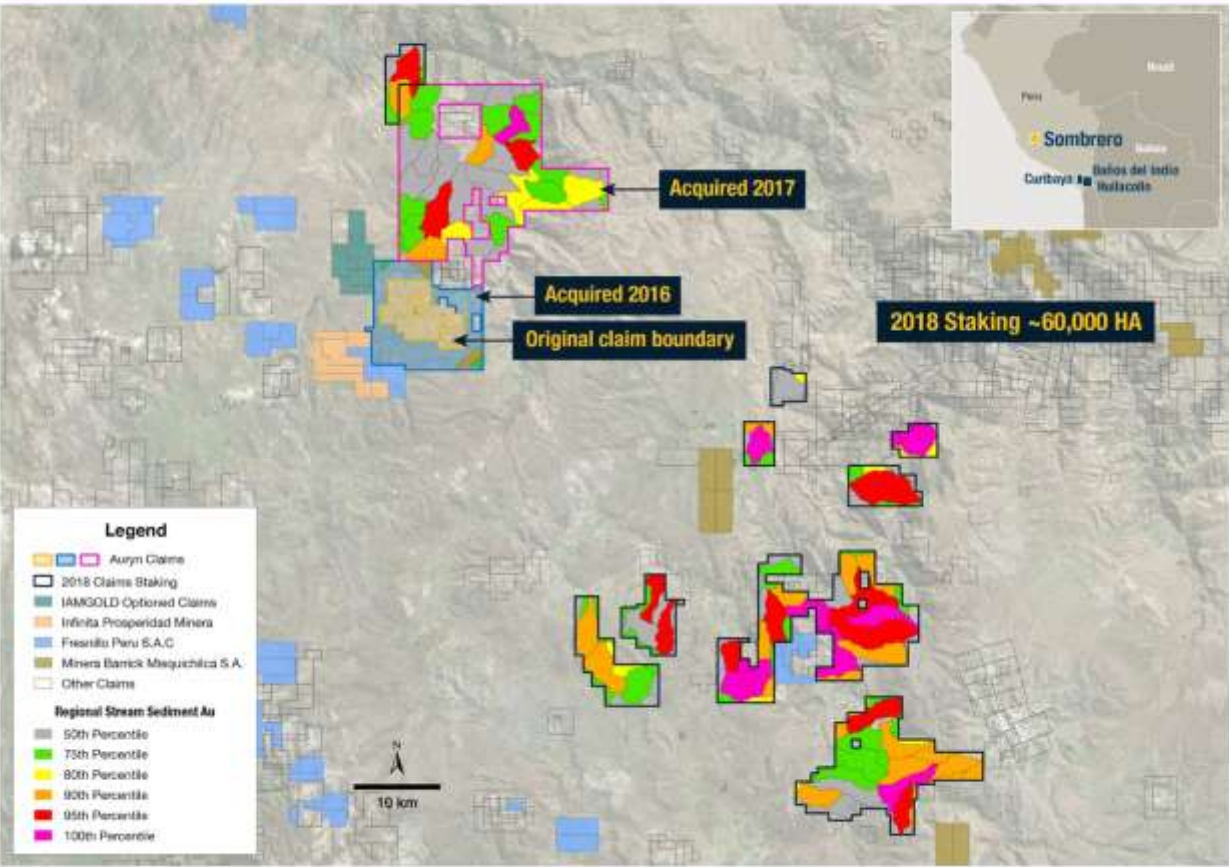 Brazil
Peru
Sombrero
Bolivia
Curibaya
Baños del Indio
Huilacollo
Acquired 2017
Acquired 2016
Original claim boundary
2018 Staking ~60,000 HA
Legend
Auryn Claims
2018 Claims Staking
IAMGOLD Optioned Claims
Infinita Prosperidad Minera
Fresnillo Peru S.A.C
Minera Barrick Misquichilca S.A.
Other Claims
Regional Stream Sediment Au
50th Percentile
75th Percentile
80th Percentile
90th Percentile
95th Percentile
100th Percentile
N
10 km